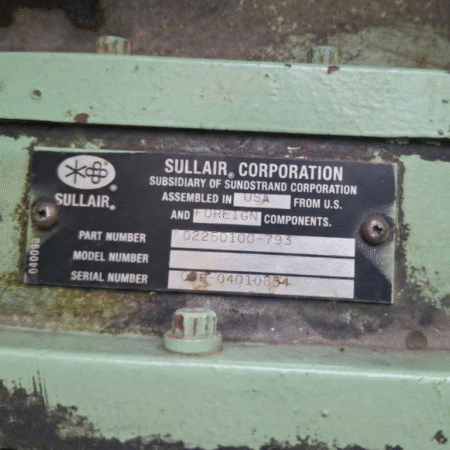 SULLAIR® CORPORATION
SUBSIDIARY OF SUNDSTRAND CORPORATION
ASSEMBLED IN USA FROM U.S.
AND FOREIGN COMPONENTS.
SULLAIR®
PART NUMBER 02250100-793
MODEL NUMBER
SERIAL NUMBER
040099